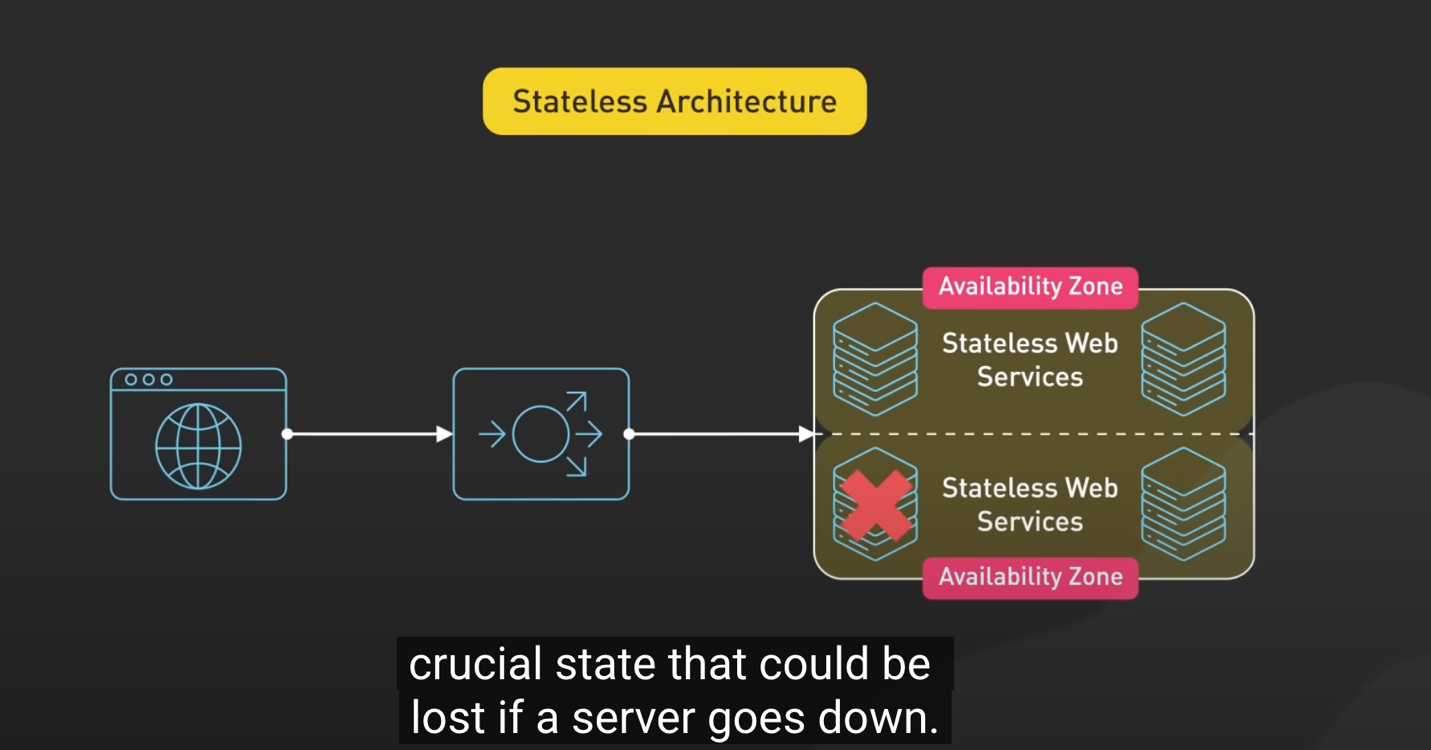 Stateless Architecture
Availability Zone
Stateless Web
Services
Stateless Web
Services
Availability Zone
crucial state that could be
lost if a server goes down.